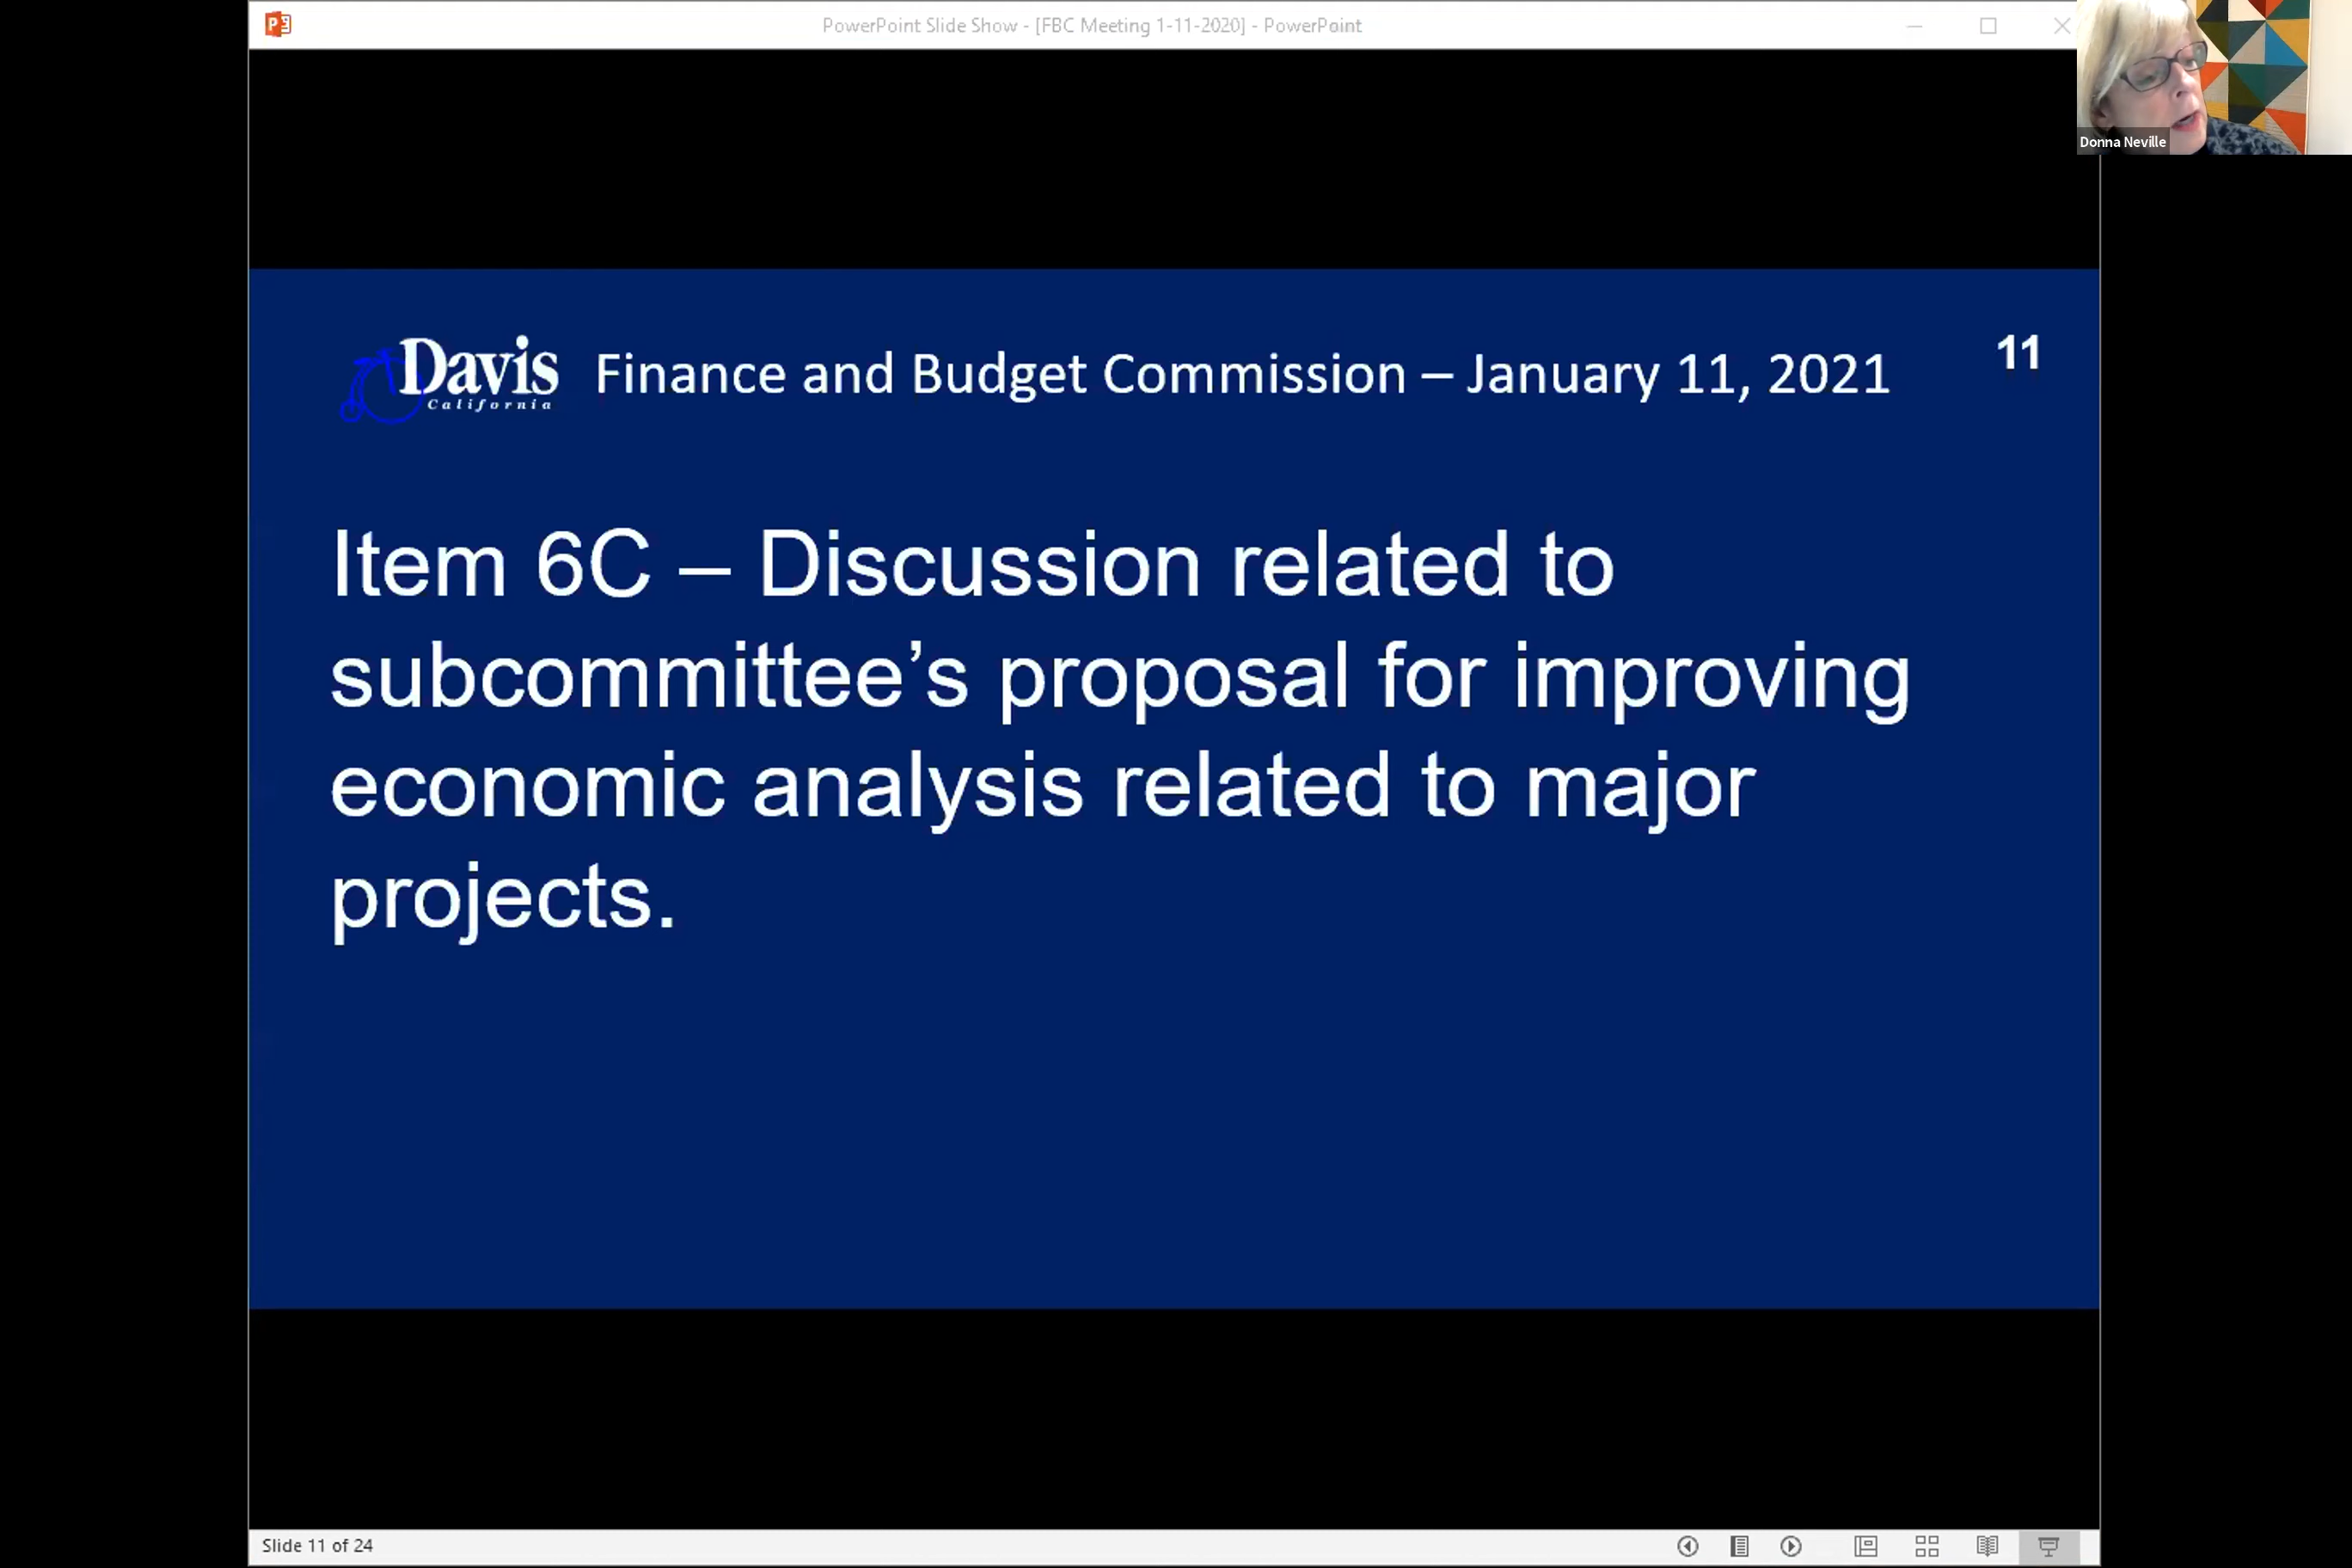 PowerPoint Slide Show - [FBC Meeting 1-11-2020] - PowerPoint
Donna Neville
Davis
California
Finance and Budget Commission – January 11, 2021
11
Item 6C – Discussion related to
subcommittee’s proposal for improving
economic analysis related to major
projects.
Slide 11 of 24